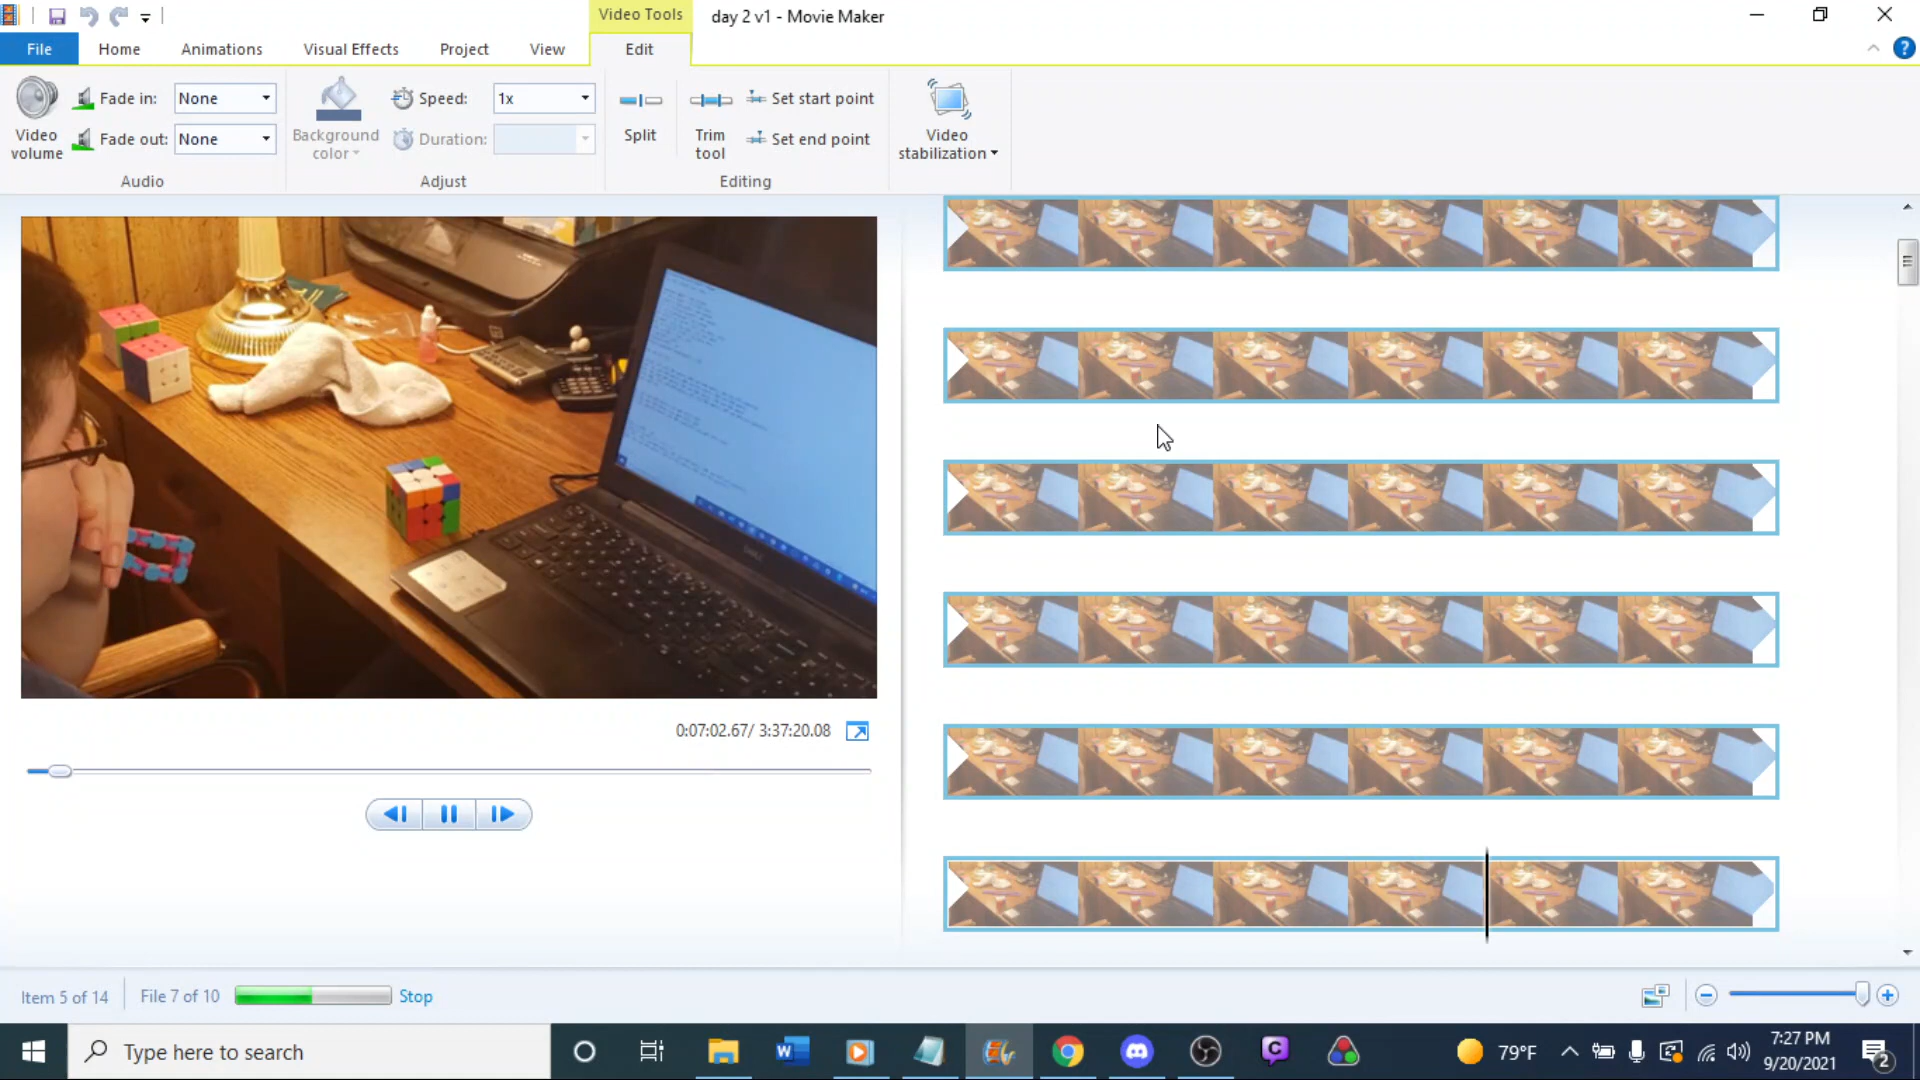 Video Tools
day 2 v1 - Movie Maker
File
Home
Animations
Visual Effects
Project
View
Edit
Video
volume
Fade in:
None
Fade out:
None
Audio
Background
color
Speed:
1x
Duration:
Adjust
Split
Trim
tool
Set start point
Set end point
Editing
Video
stabilization
0:07:02.67/ 3:37:20.08
Item 5 of 14
File 7 of 10
Stop
Type here to search
79°F
7:27 PM
9/20/2021
2